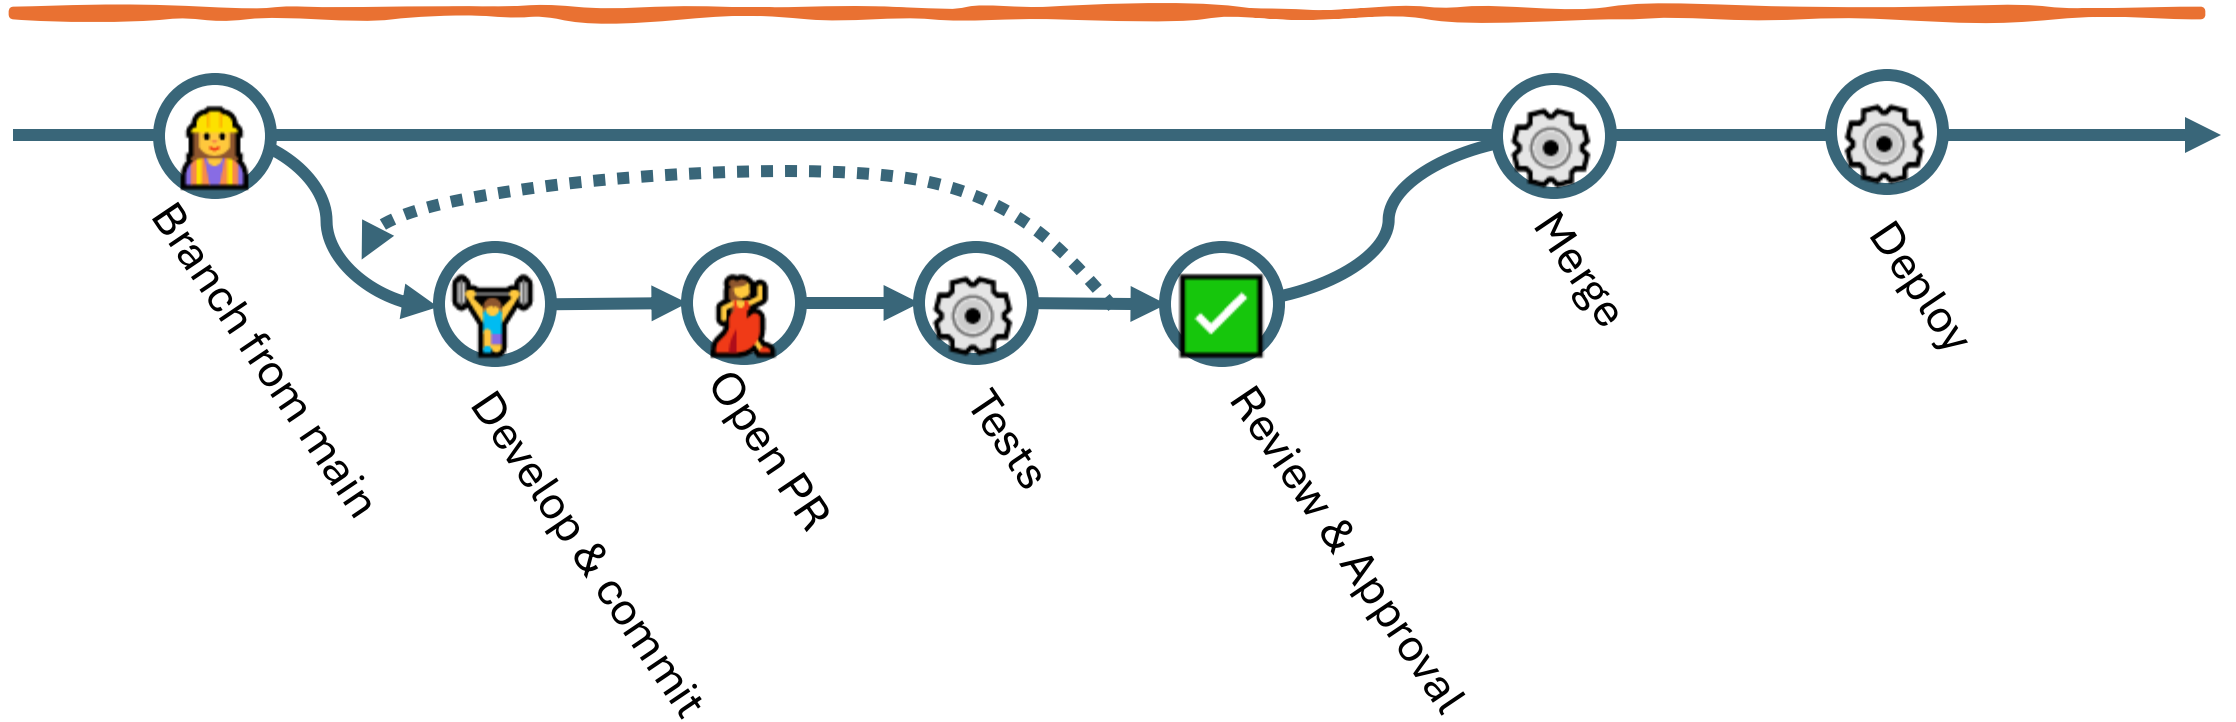 Branch from main
Develop & commit
Open PR
Tests
Review & Approval
Merge
Deploy